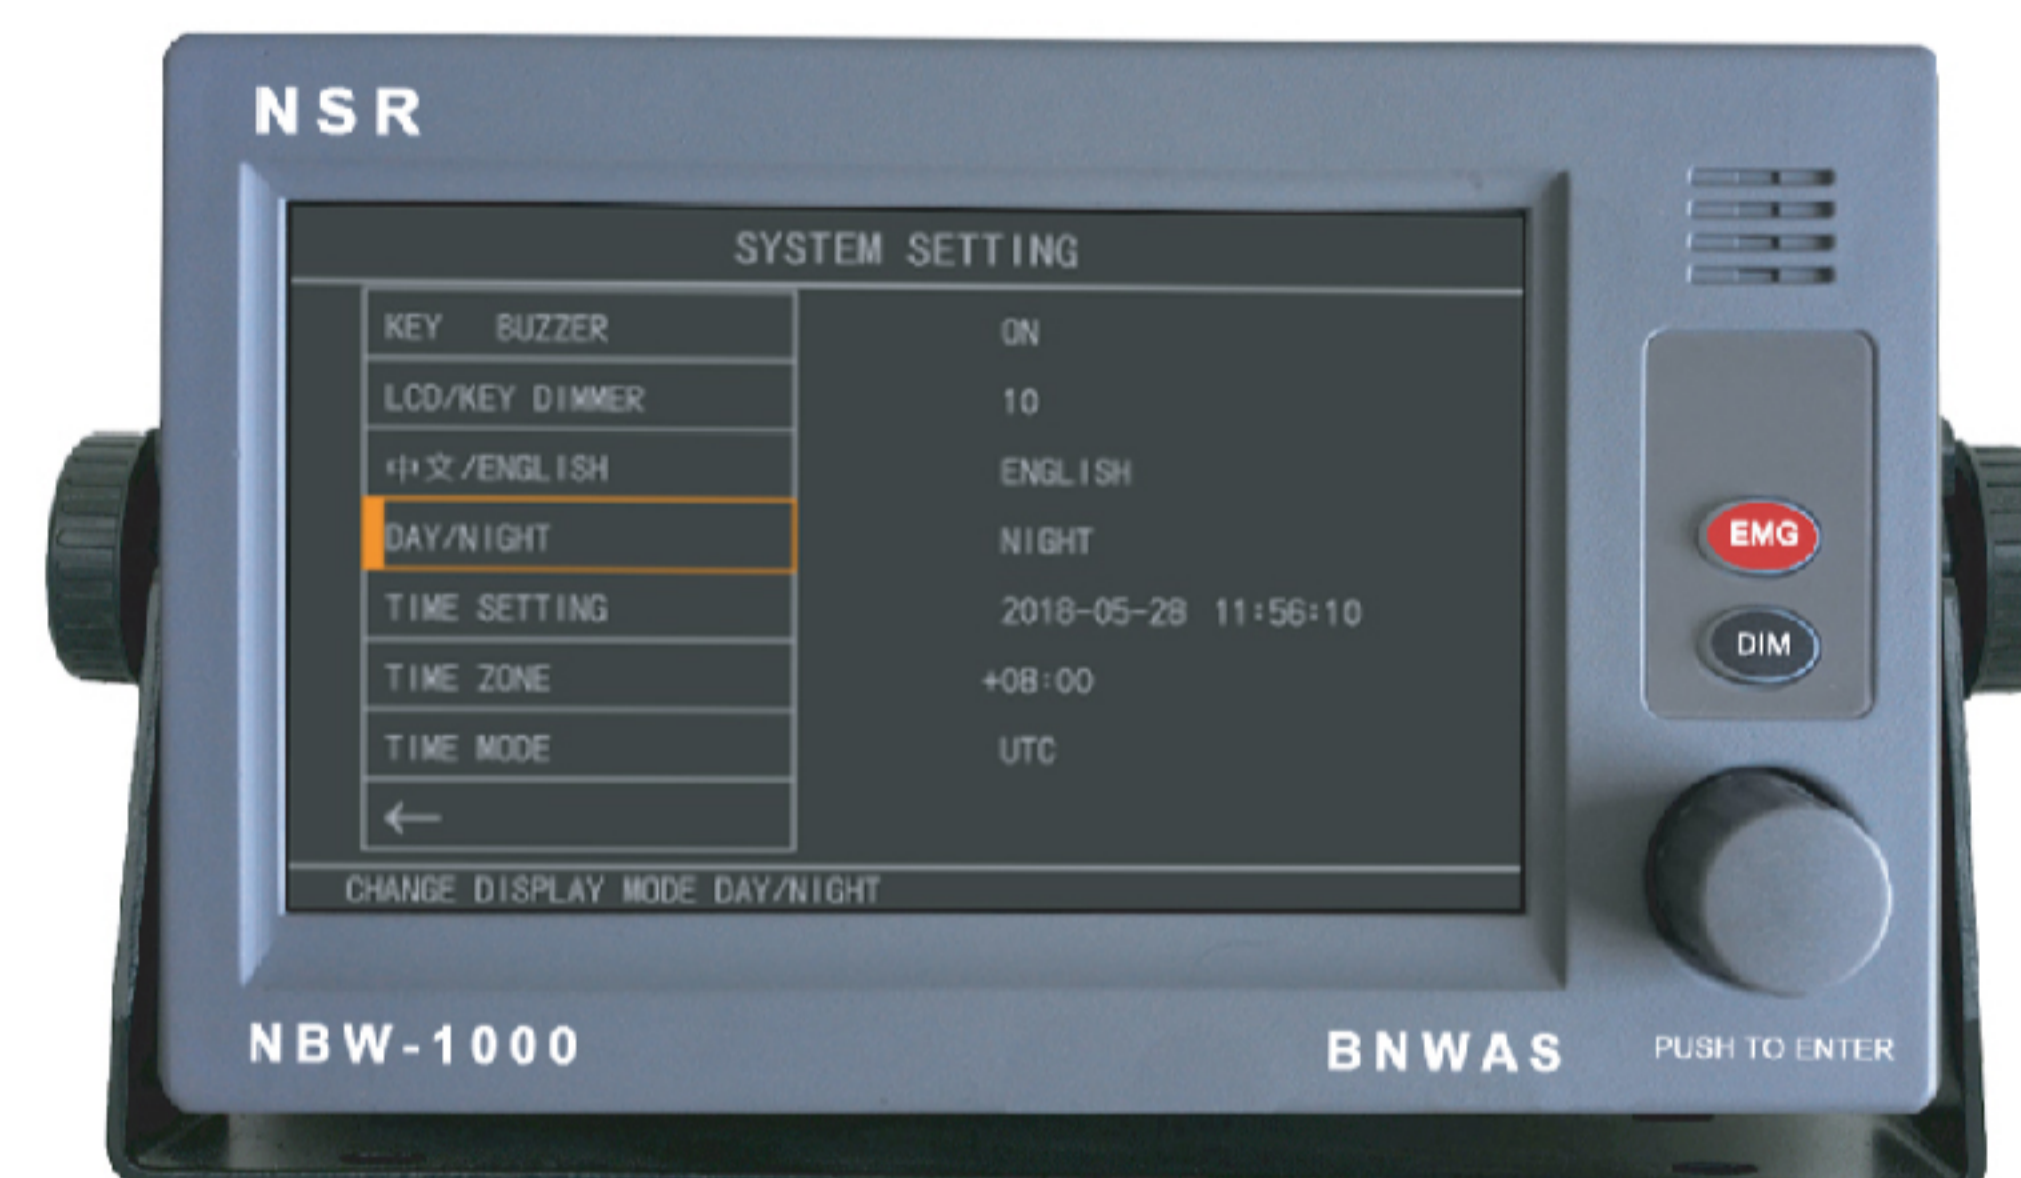 NSR
SYSTEM SETTING
KEY BUZZER ON
LCD/KEY DIMMER 10
中文/ENGLISH ENGLISH
DAY/NIGHT NIGHT
TIME SETTING 2018-05-28 11:56:10
TIME ZONE +08:00
TIME MODE UTC
←
CHANGE DISPLAY MODE DAY/NIGHT
EMG
DIM
NBW-1000
BNWAS
PUSH TO ENTER